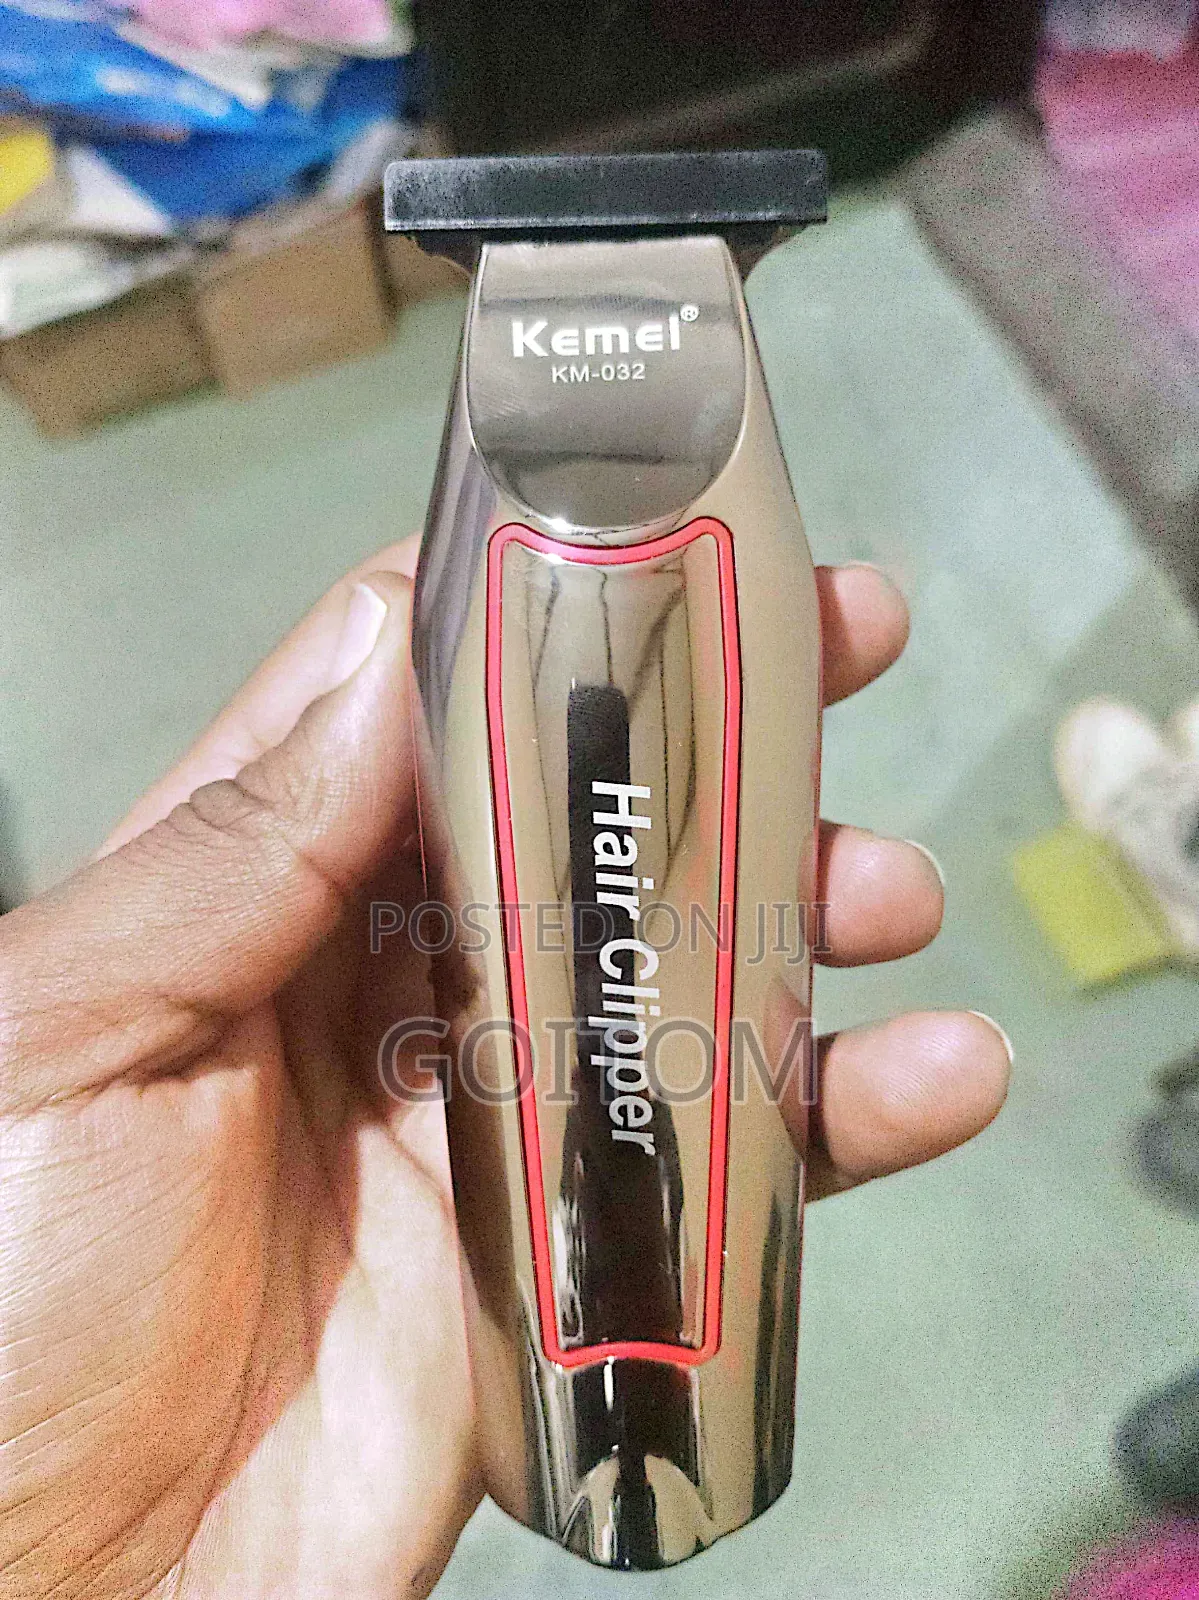 Kemei®
KM-032
Hair Clipper
POSTED ON JIJI
GOITOM